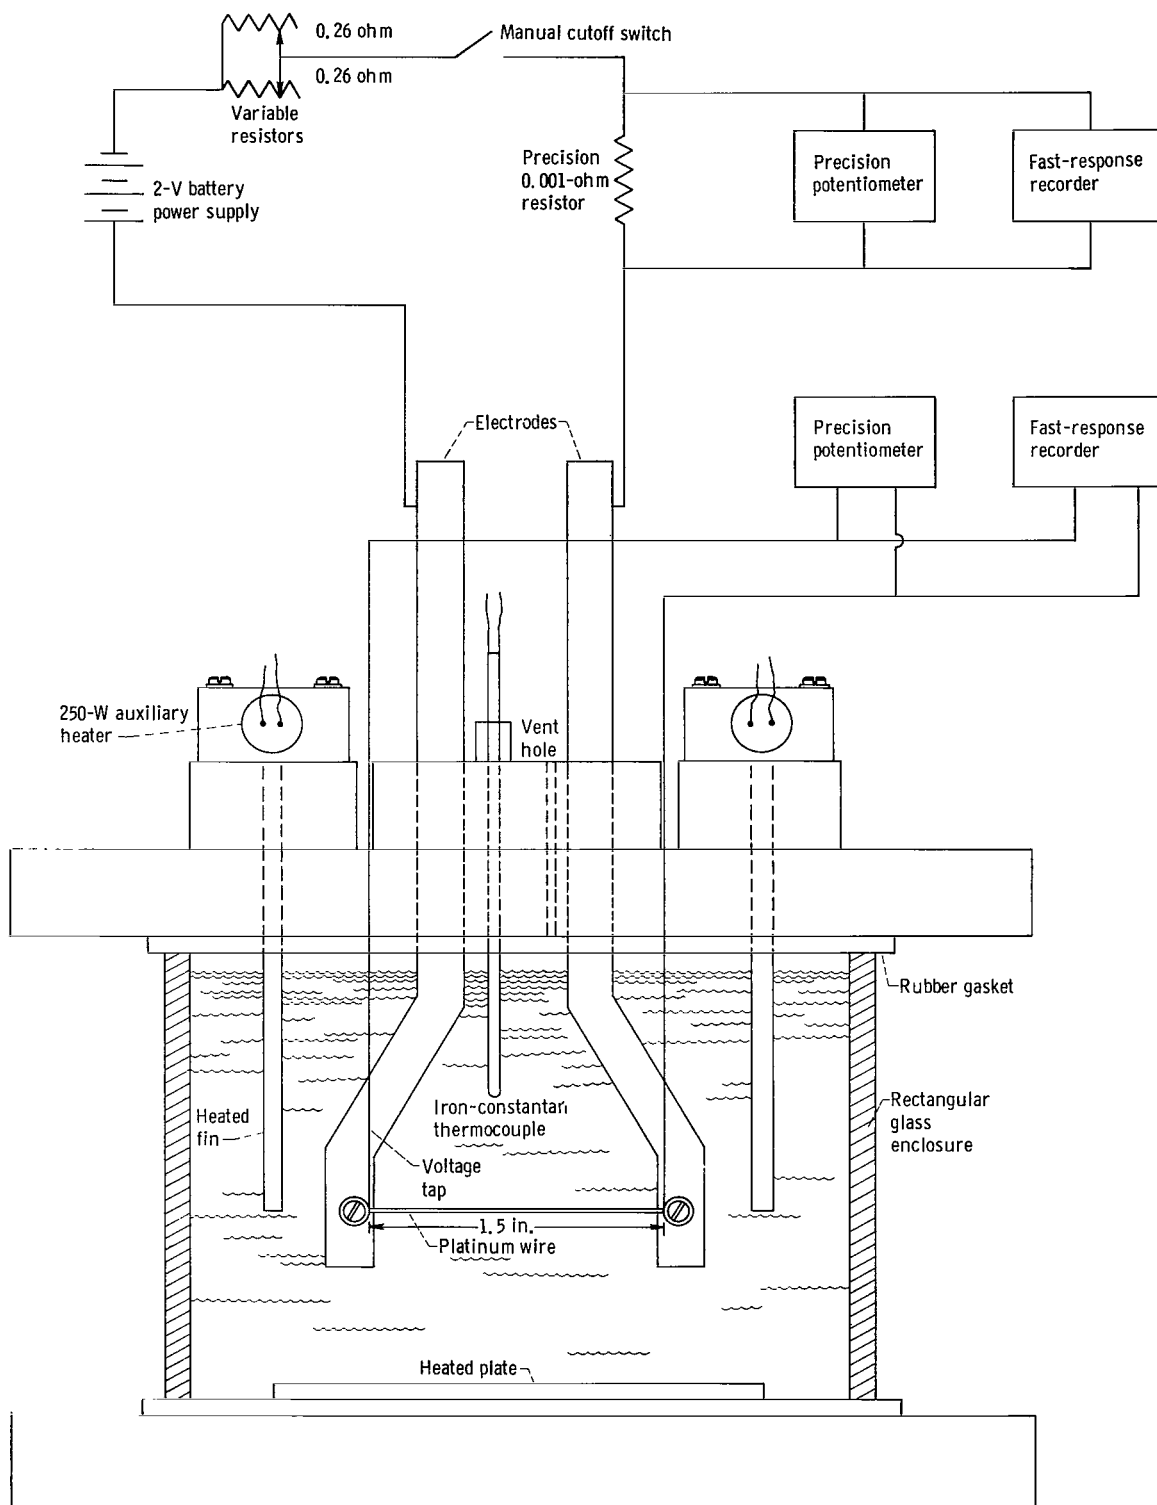 0.26 ohm
Manual cutoff switch
0.26 ohm
Variable
resistors
2-V battery
power supply
Precision
0.001-ohm
resistor
Precision
potentiometer
Fast-response
recorder
Electrodes
Precision
potentiometer
Fast-response
recorder
250-W auxiliary
heater
Vent
hole
Rubber gasket
Iron-constantan
thermocouple
Heated
fin
Voltage
tap
Rectangular
glass
enclosure
1.5 in.
Platinum wire
Heated plate